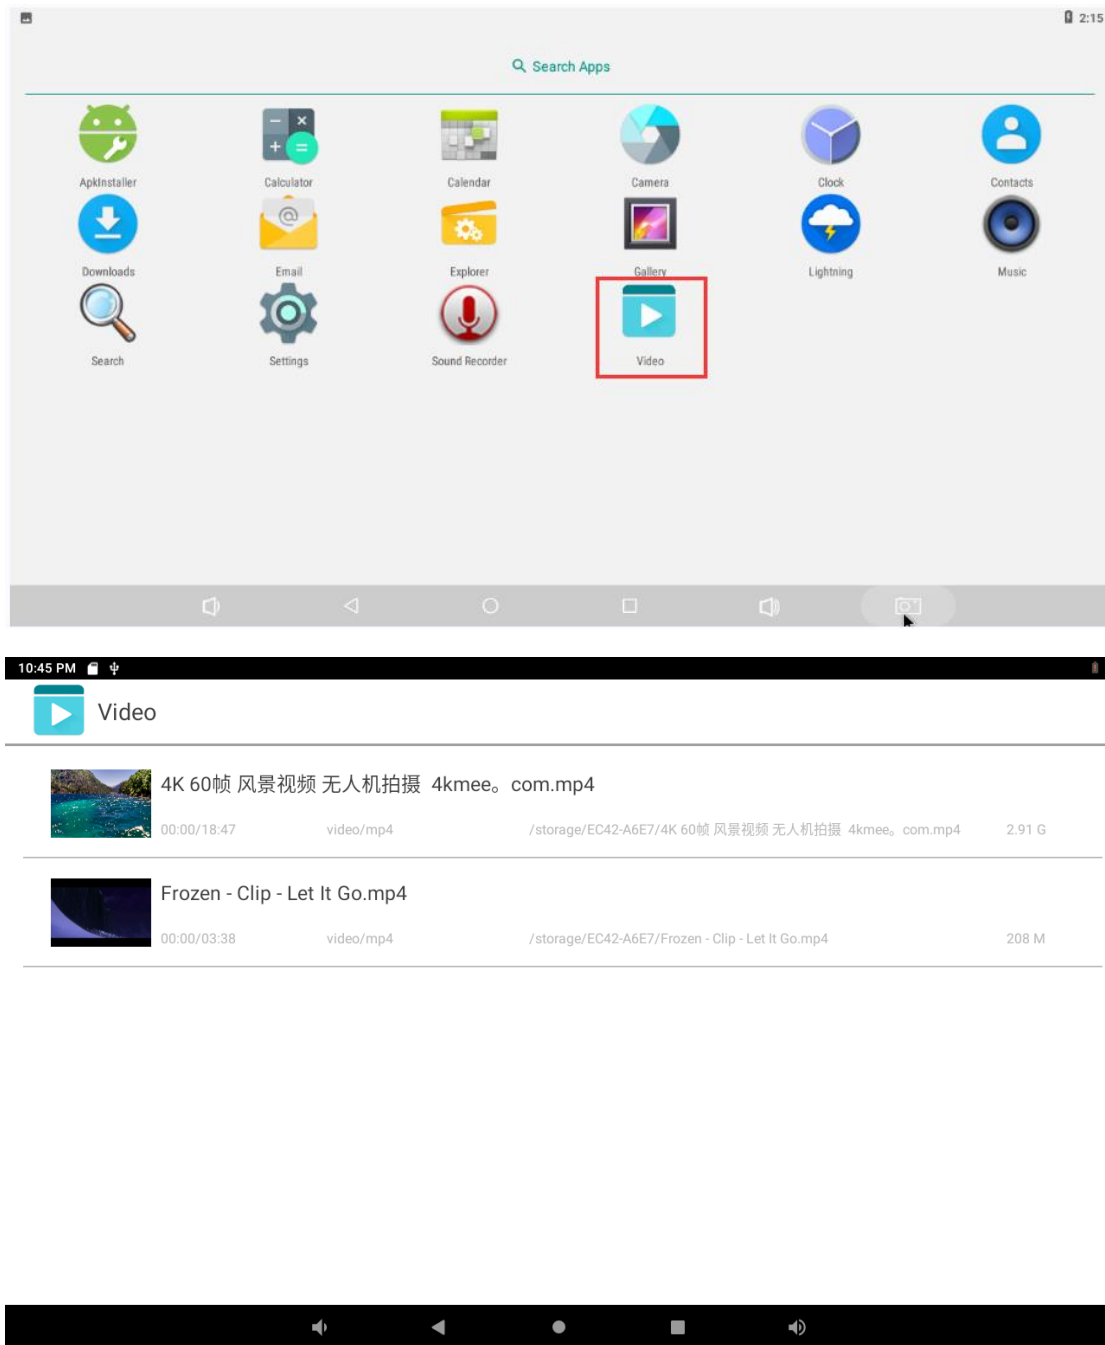 2:15
Search Apps
ApkInstaller Calculator Calendar Camera Clock Contacts
Downloads Email Explorer Gallery Lightning Music
Search Settings Sound Recorder Video
10:45 PM
Video
4K 60帧 风景视频 无人机拍摄 4kmee。com.mp4
00:00/18:47 video/mp4 /storage/EC42-A6E7/4K 60帧 风景视频 无人机拍摄 4kmee。com.mp4 2.91 G
Frozen - Clip - Let It Go.mp4
00:00/03:38 video/mp4 /storage/EC42-A6E7/Frozen - Clip - Let It Go.mp4 208 M